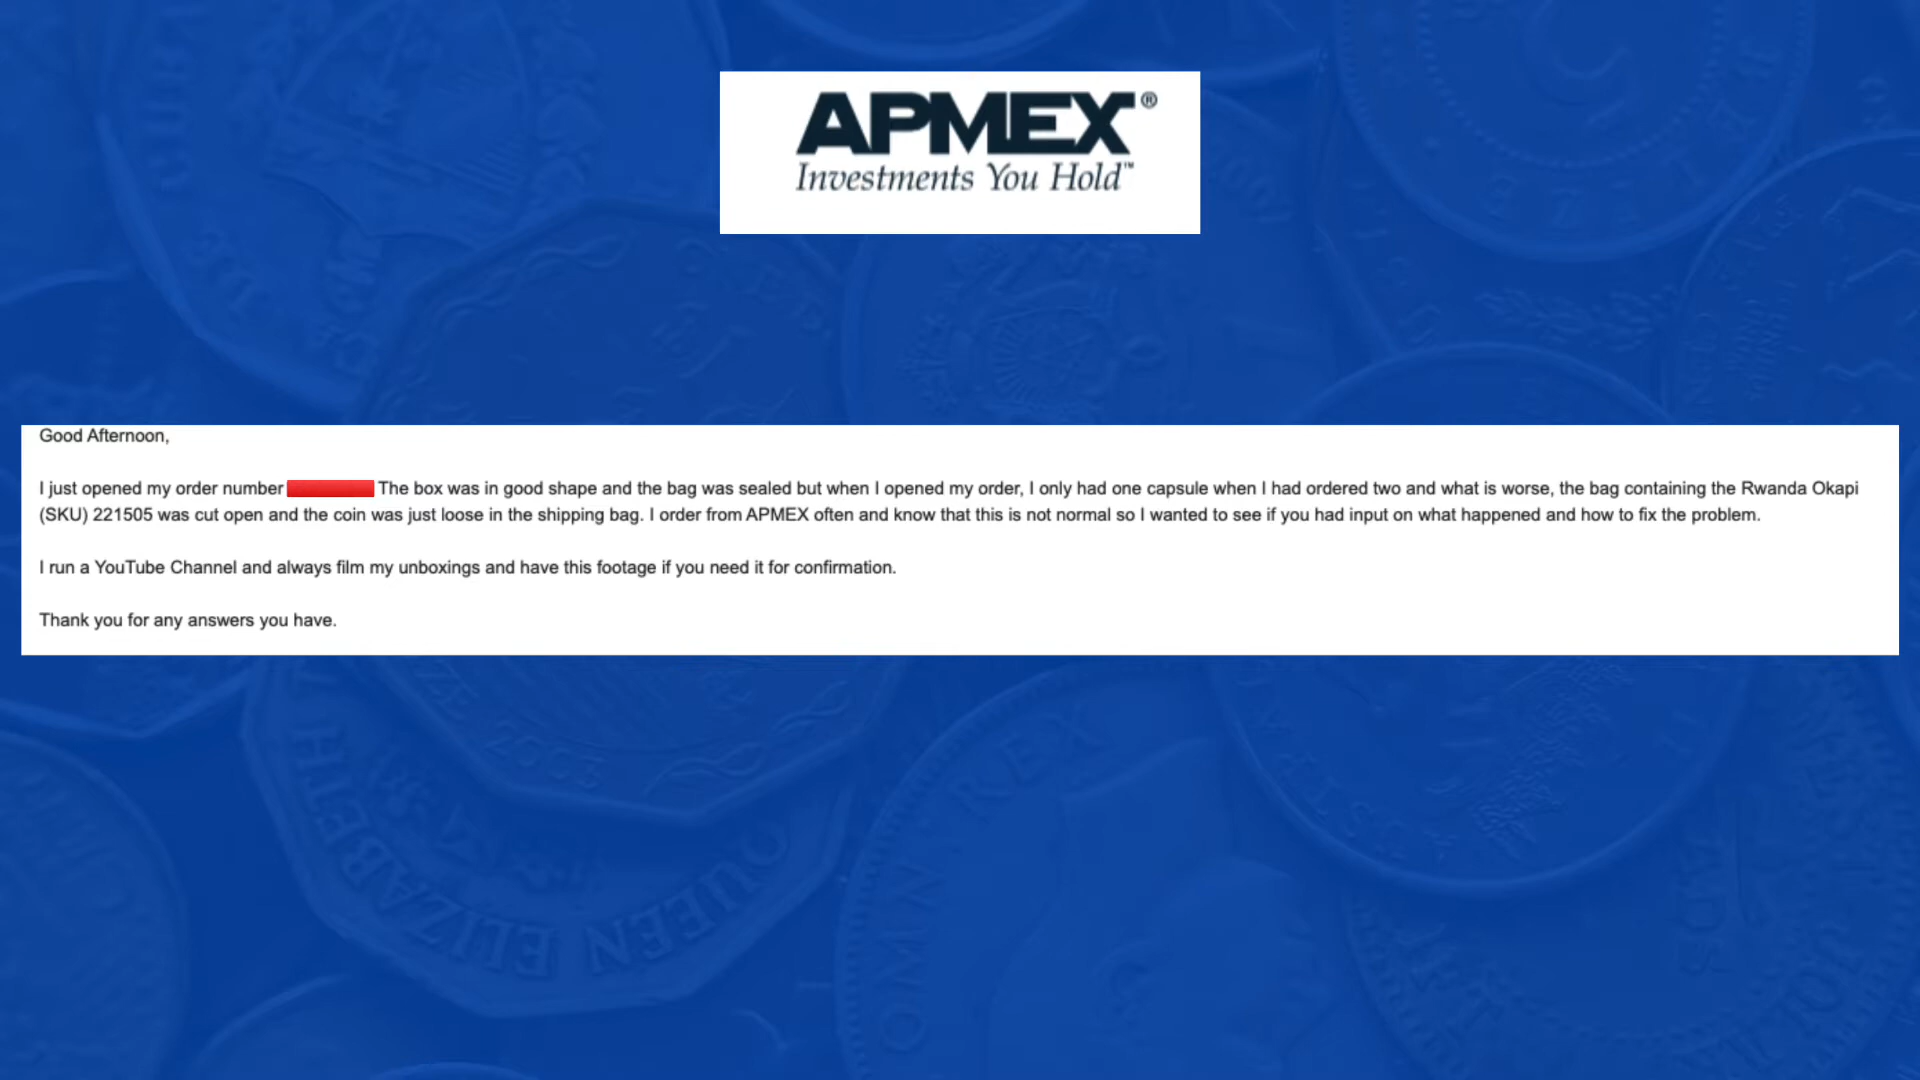 APMEX®
Investments You Hold™
Good Afternoon,
I just opened my order number The box was in good shape and the bag was sealed but when I opened my order, I only had one capsule when I had ordered two and what is worse, the bag containing the Rwanda Okapi
(SKU) 221505 was cut open and the coin was just loose in the shipping bag. I order from APMEX often and know that this is not normal so I wanted to see if you had input on what happened and how to fix the problem.
I run a YouTube Channel and always film my unboxings and have this footage if you need it for confirmation.
Thank you for any answers you have.
2003
QUEEN ELIZABETH
REX